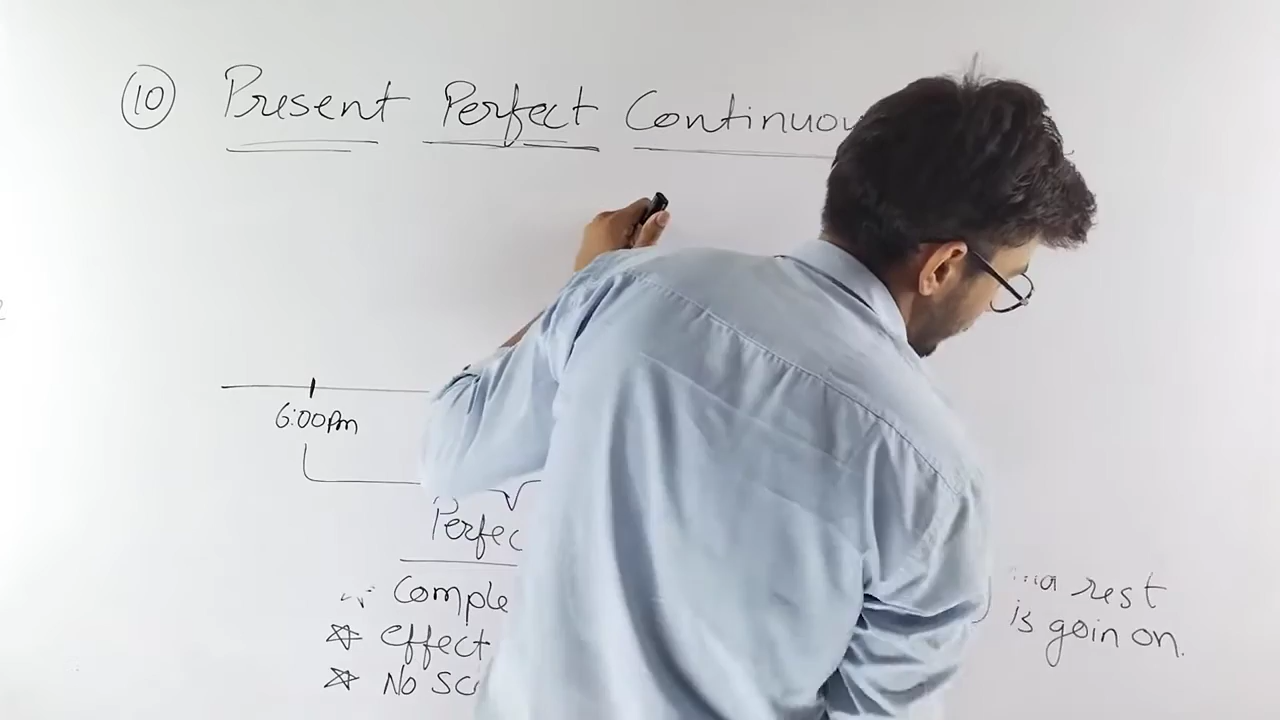 10 Present Perfect Continuou
6:00Pm
Perfec
Comple
effect
No Sc
a rest
is goin on.